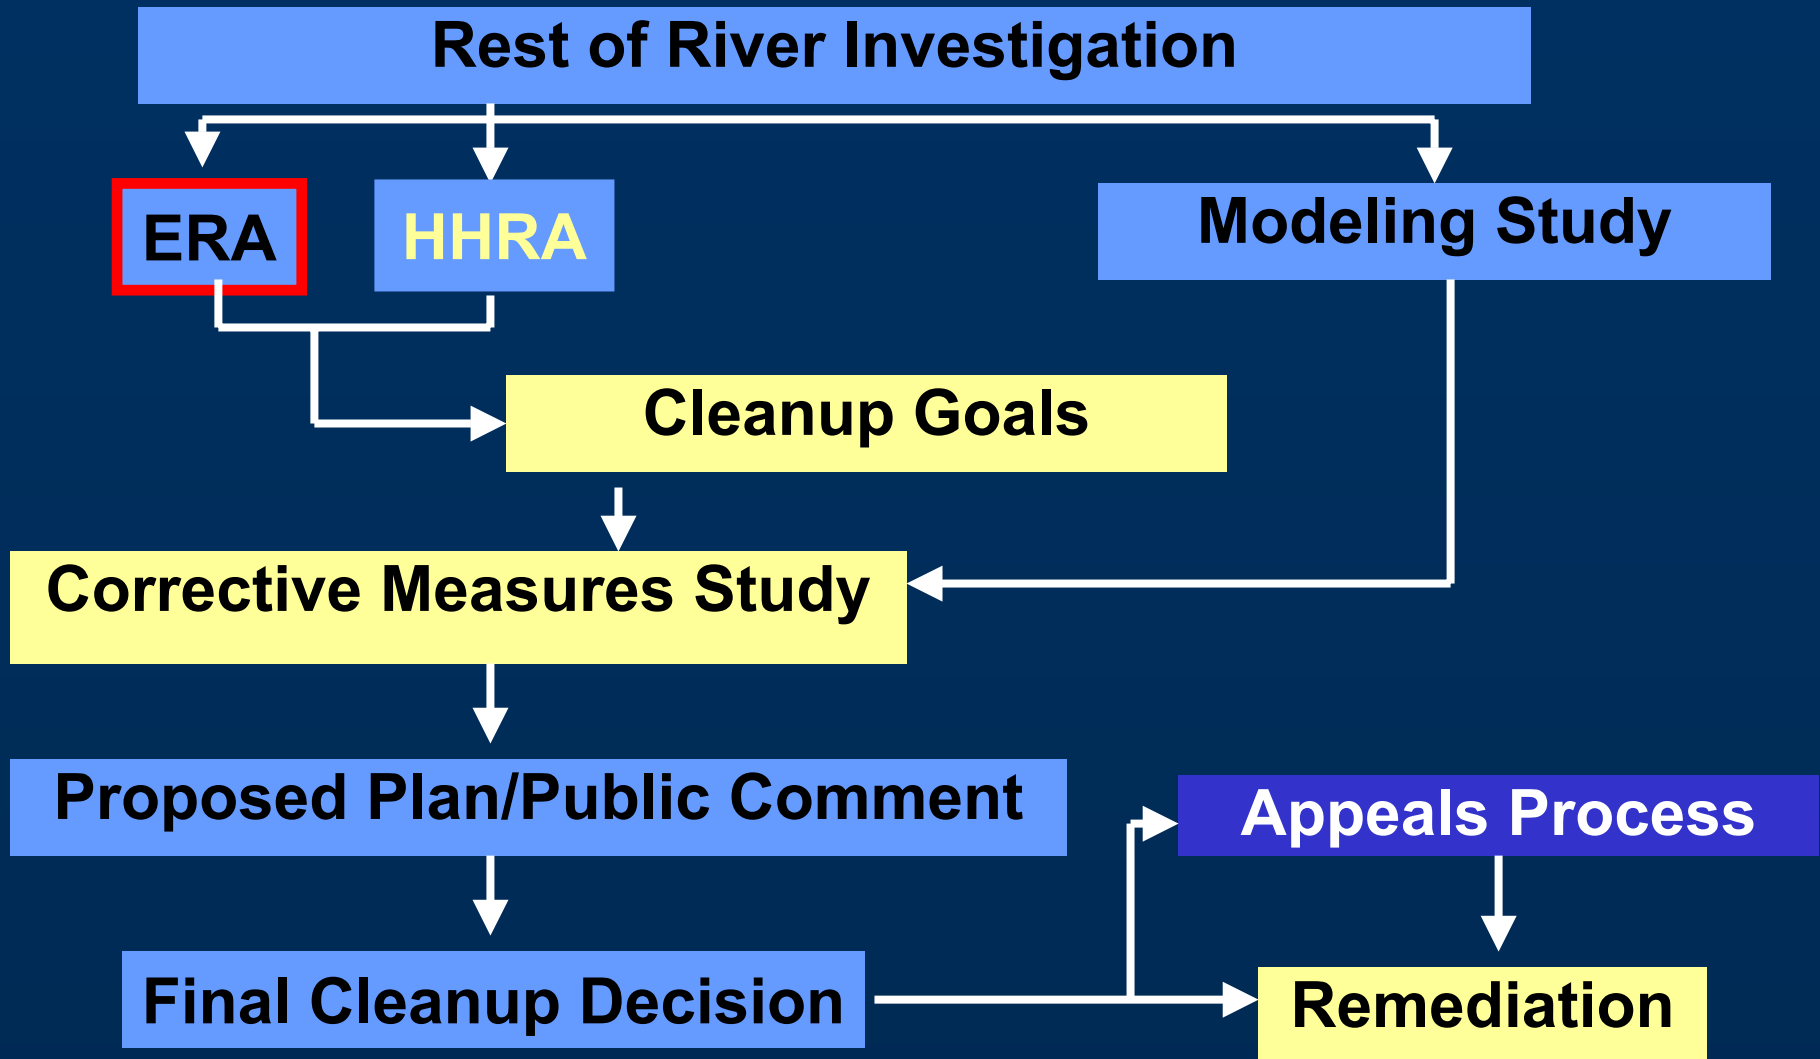 Rest of River Investigation
ERA
HHRA
Modeling Study
Cleanup Goals
Corrective Measures Study
Proposed Plan/Public Comment
Appeals Process
Final Cleanup Decision
Remediation